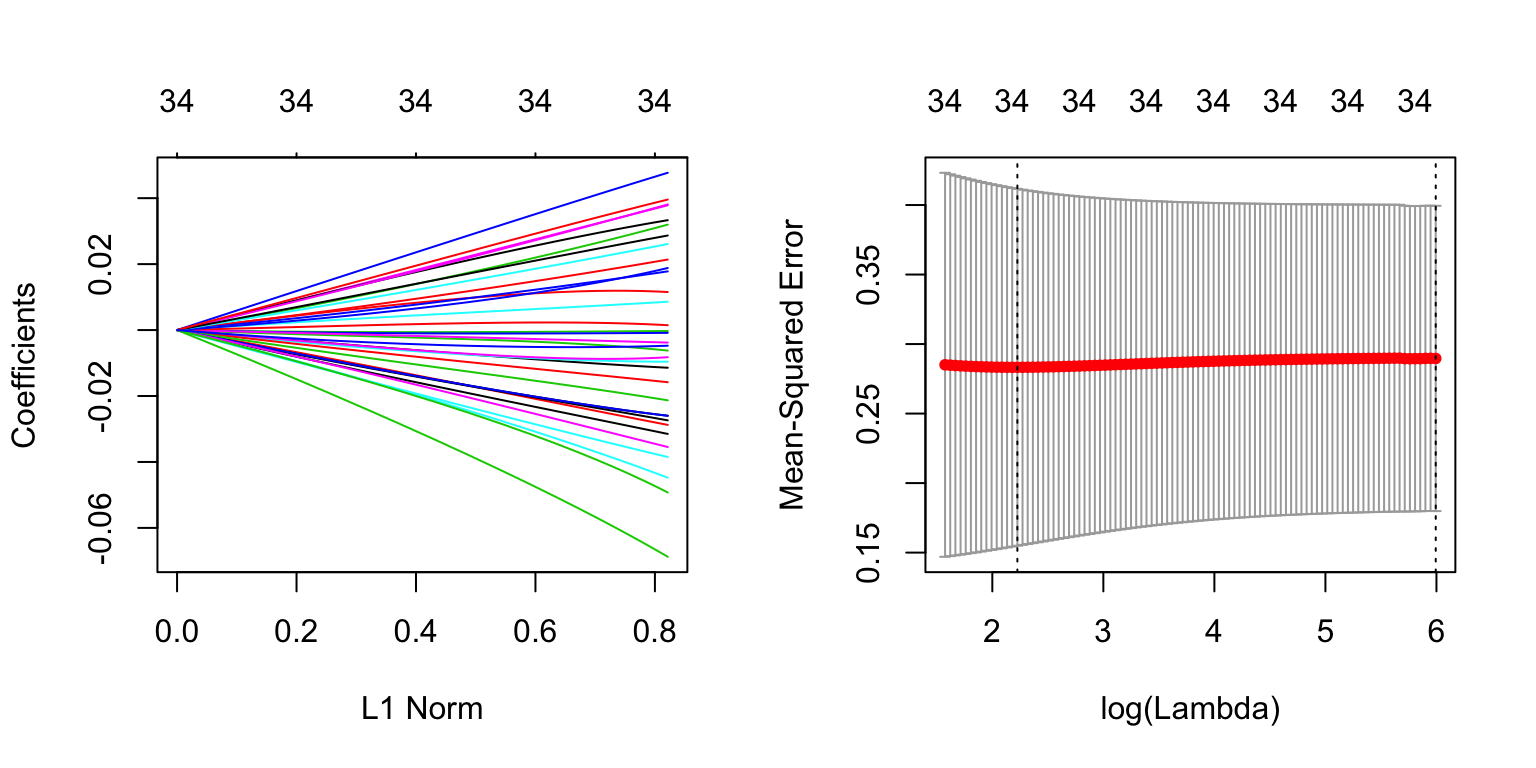 34 34 34 34 34
Coefficients
0.02
-0.02
-0.06
0.0 0.2 0.4 0.6 0.8
L1 Norm
34 34 34 34 34 34 34 34
Mean-Squared Error
0.35
0.25
0.15
2 3 4 5 6
log(Lambda)